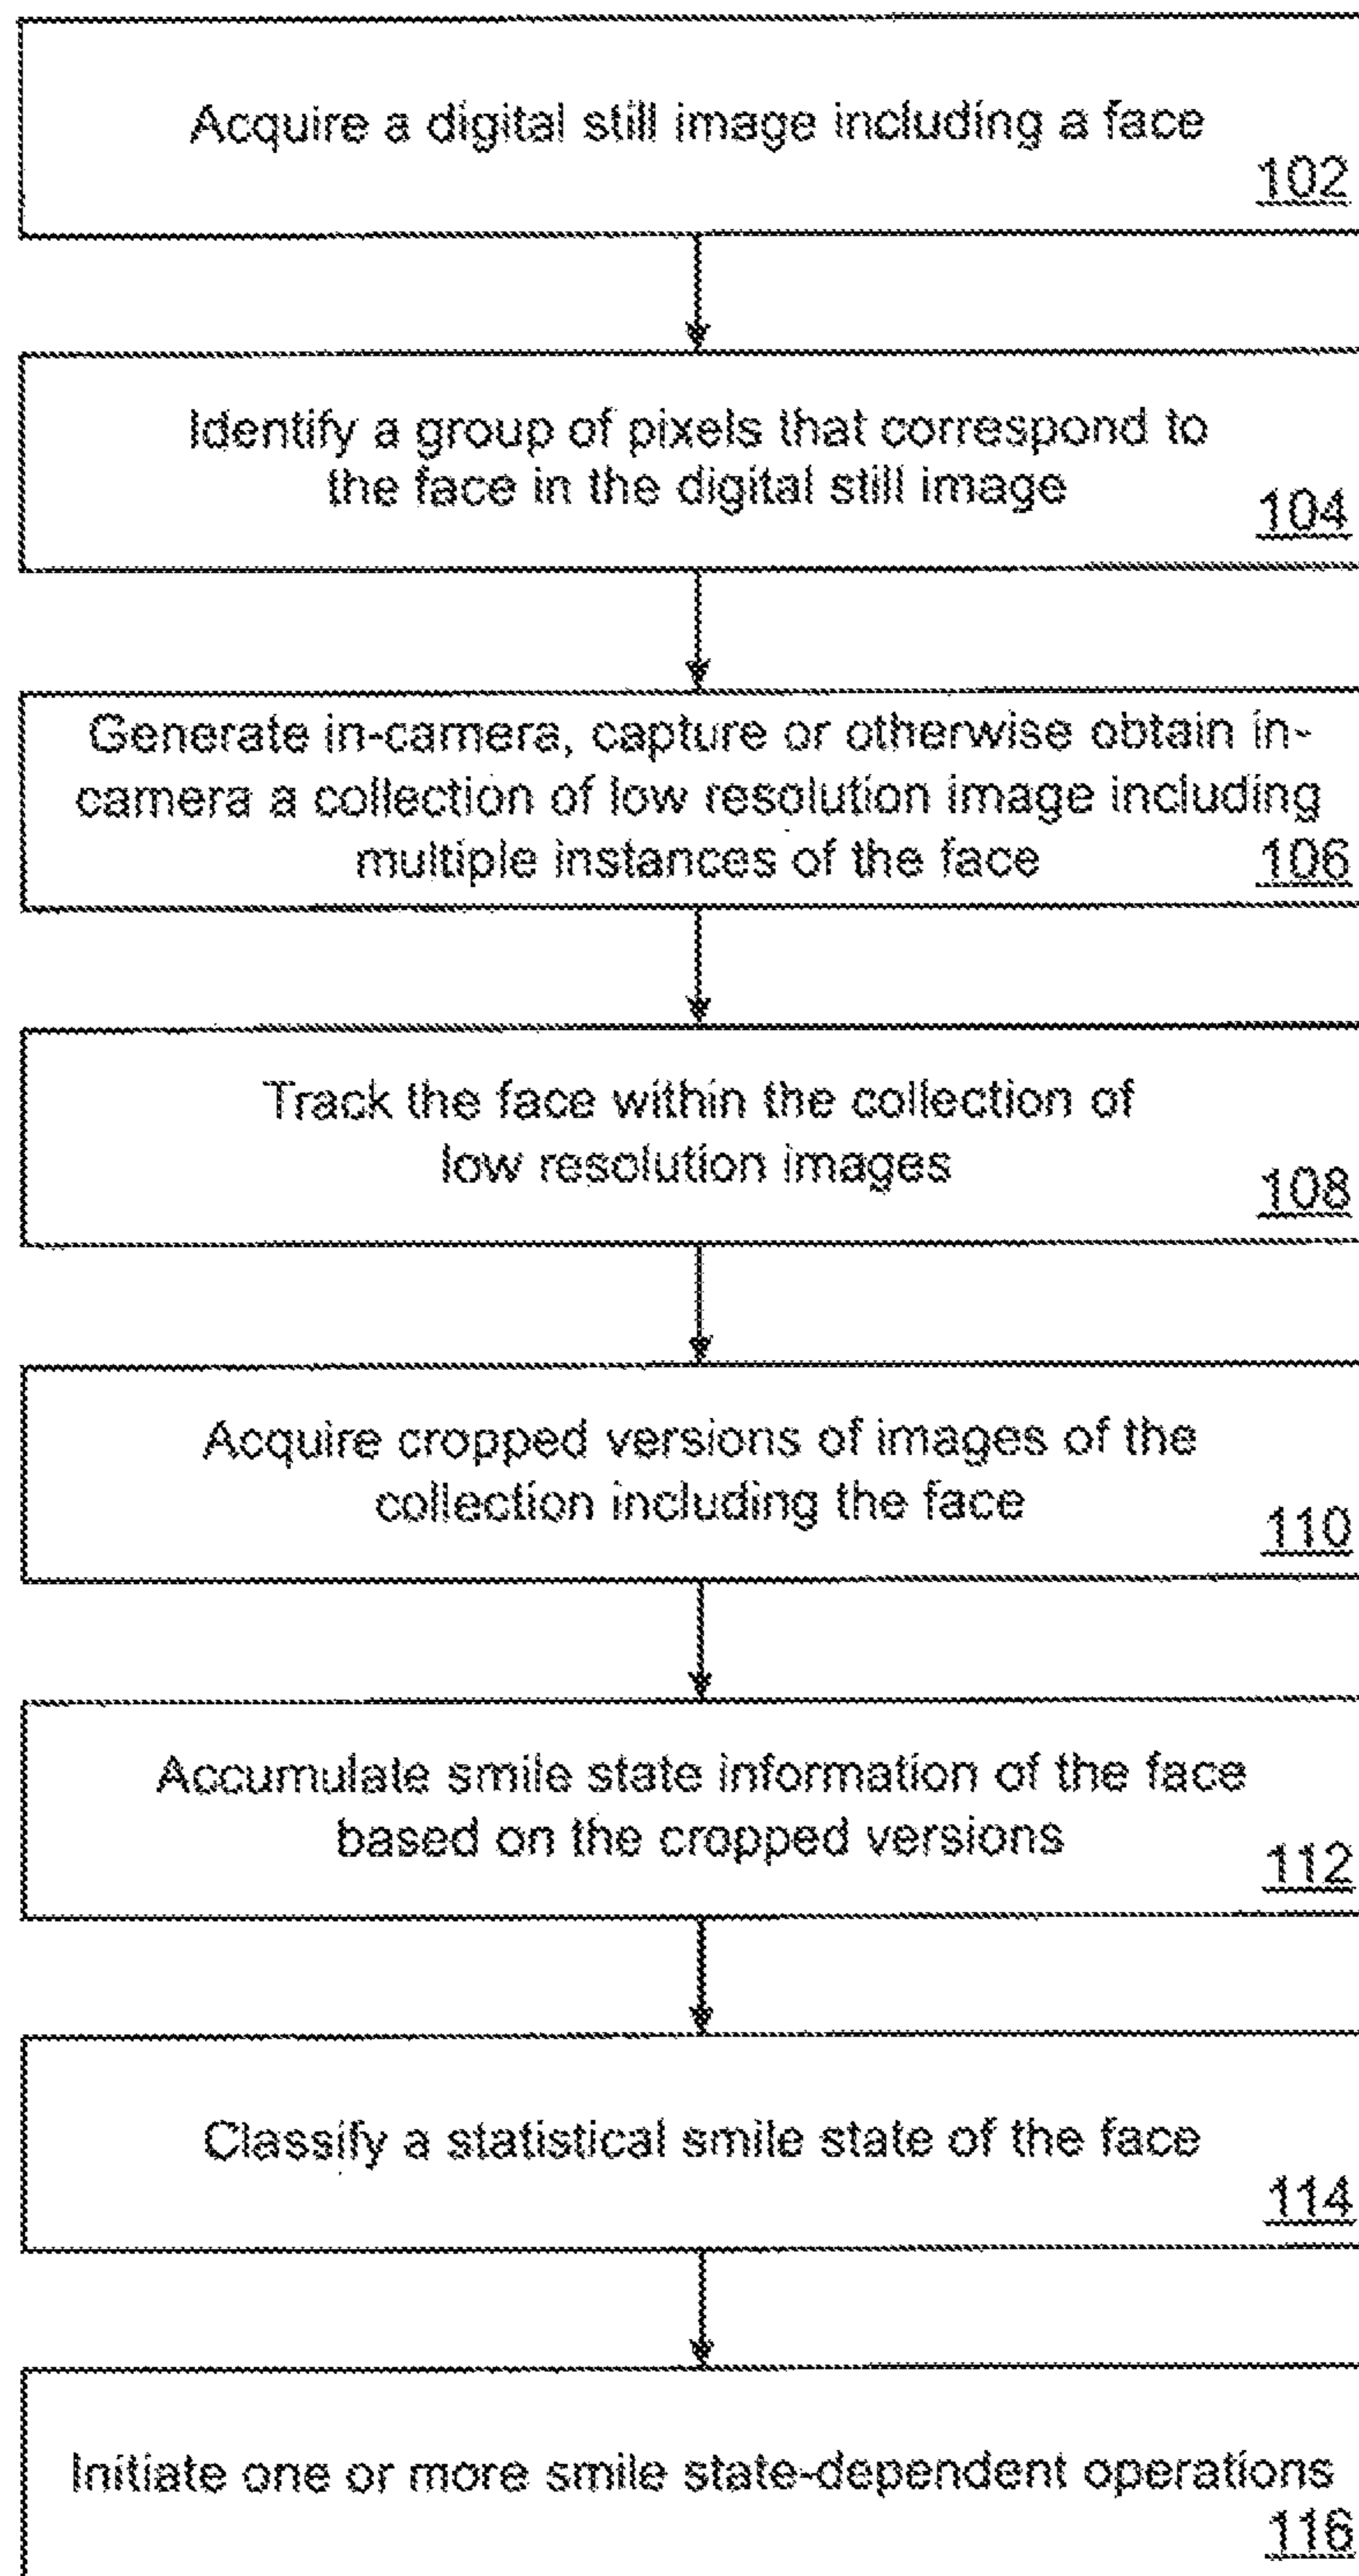 Acquire a digital still image including a face
102
Identify a group of pixels that correspond to
the face in the digital still image
104
Generate in-camera, capture or otherwise obtain in-
camera a collection of low resolution image including
multiple instances of the face
106
Track the face within the collection of
low resolution images
108
Acquire cropped versions of images of the
collection including the face
110
Accumulate smile state information of the face
based on the cropped versions
112
Classify a statistical smile state of the face
114
Initiate one or more smile state-dependent operations
116